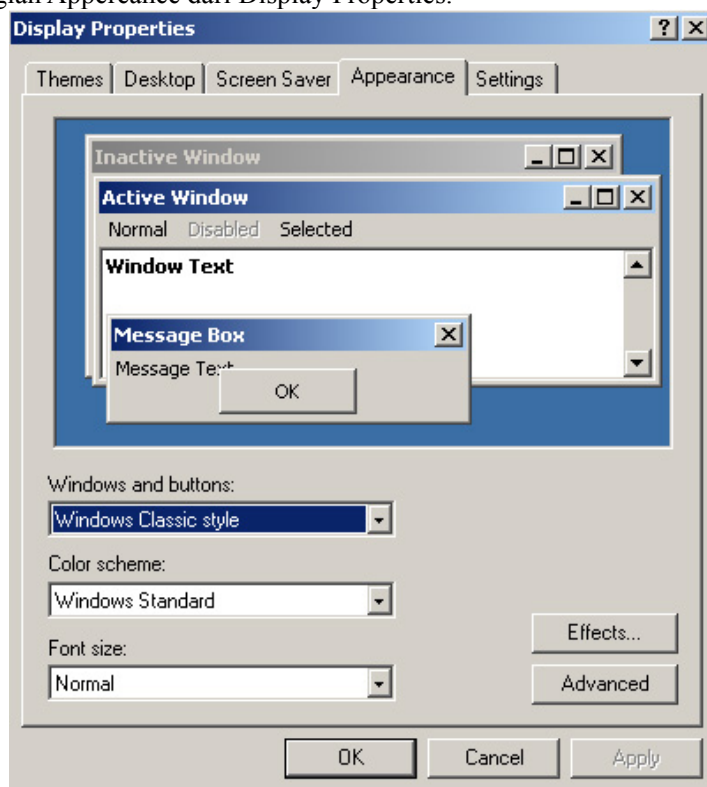 Appereance dari Display Properties.
Display Properties
Themes Desktop Screen Saver Appearance Settings
Inactive Window
Active Window
Normal Disabled Selected
Window Text
Message Box
Message Text
OK
Windows and buttons:
Windows Classic style
Color scheme:
Windows Standard
Effects...
Font size:
Normal
Advanced
OK Cancel Apply